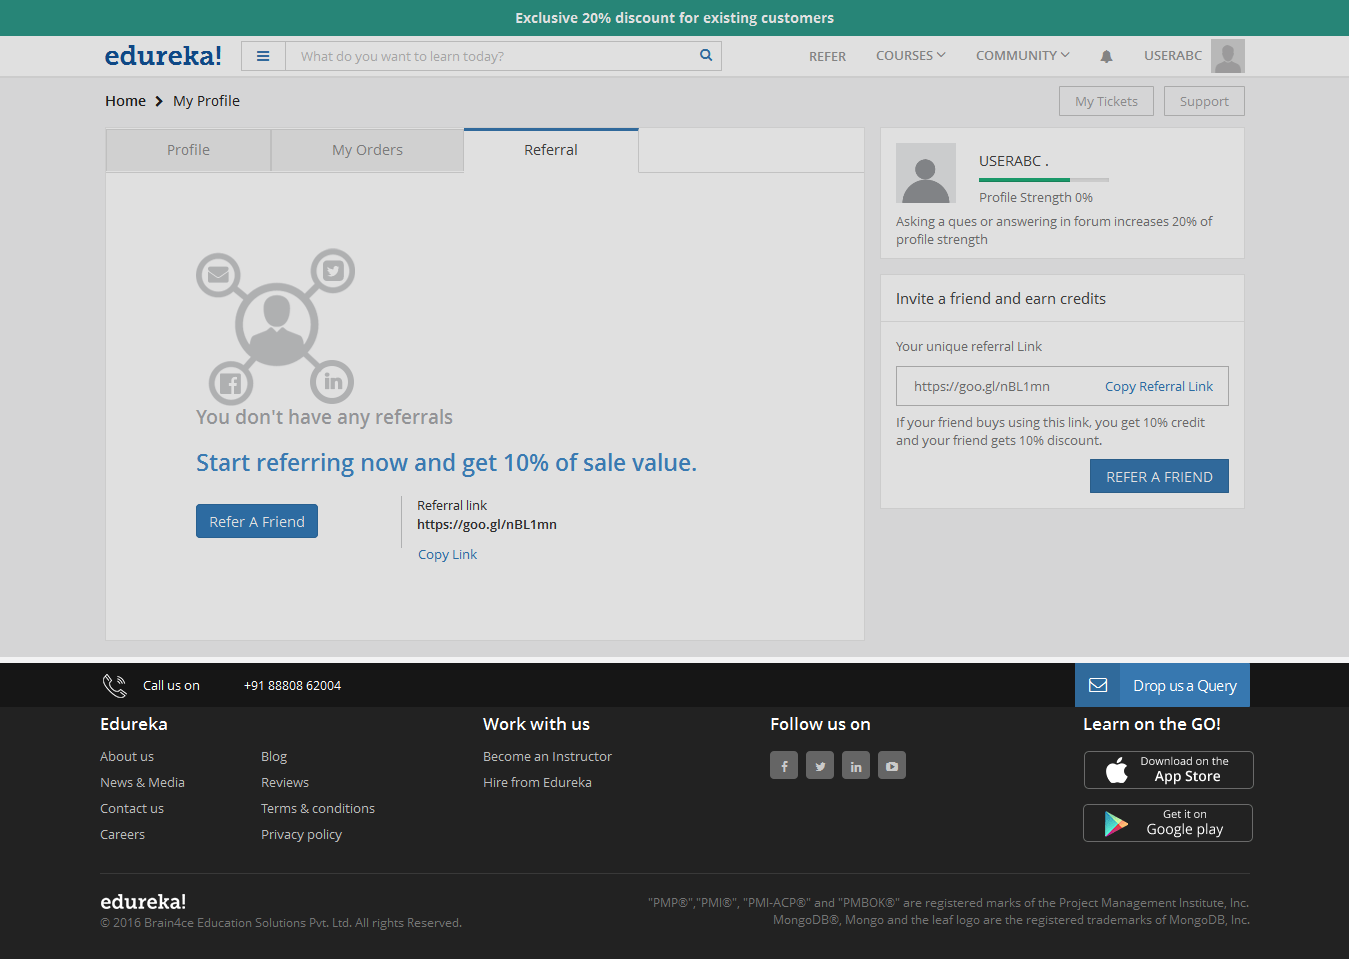 Exclusive 20% discount for existing customers
edureka!
What do you want to learn today?
REFER
COURSES
COMMUNITY
USERABC
Home
My Profile
My Tickets
Support
Profile
My Orders
Referral
You don't have any referrals
Start referring now and get 10% of sale value.
Refer A Friend
Referral link
https://goo.gl/nBL1mn
Copy Link
USERABC .
Profile Strength 0%
Asking a ques or answering in forum increases 20% of
profile strength
Invite a friend and earn credits
Your unique referral Link
https://goo.gl/nBL1mn
Copy Referral Link
If your friend buys using this link, you get 10% credit
and your friend gets 10% discount.
REFER A FRIEND
Call us on
+91 88808 62004
Drop us a Query
Edureka
About us
News & Media
Contact us
Careers
Blog
Reviews
Terms & conditions
Privacy policy
Work with us
Become an Instructor
Hire from Edureka
Follow us on
Learn on the GO!
Download on the
App Store
Get it on
Google play
edureka!
© 2016 Brain4ce Education Solutions Pvt. Ltd. All rights Reserved.
"PMP®","PMI®", "PMI-ACP®" and "PMBOK®" are registered marks of the Project Management Institute, Inc.
MongoDB®, Mongo and the leaf logo are the registered trademarks of MongoDB, Inc.